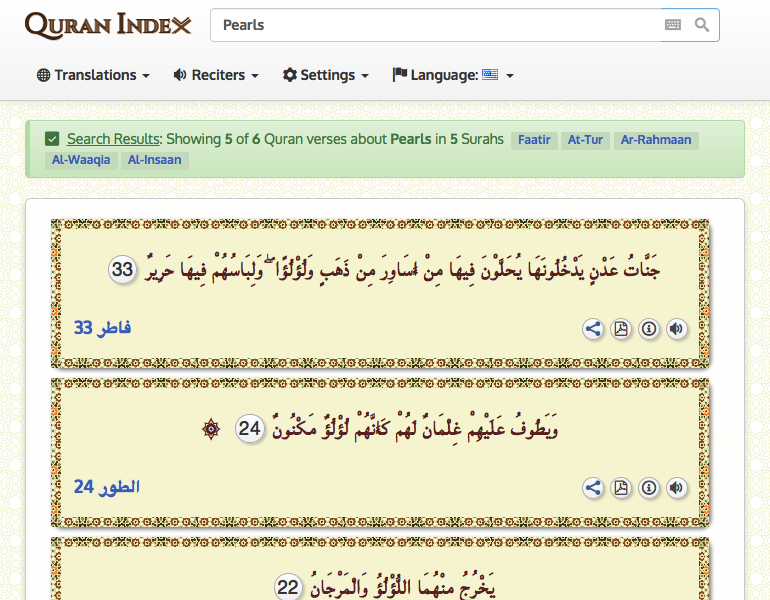 QURAN INDEX
Pearls
Translations Reciters Settings Language:
Search Results: Showing 5 of 6 Quran verses about Pearls in 5 Surahs Faatir At-Tur Ar-Rahmaan
Al-Waaqia Al-Insaan
جَنَّاتُ عَدْنٍ يَدْخُلُونَهَا يُحَلَّوْنَ فِيهَا مِنْ أَسَاوِرَ مِنْ ذَهَبٍ وَلُؤْلُؤًا ۖ وَلِبَاسُهُمْ فِيهَا حَرِيرٌ 33
فاطر 33
وَيَطُوفُ عَلَيْهِمْ غِلْمَانٌ لَهُمْ كَأَنَّهُمْ لُؤْلُؤٌ مَكْنُونٌ 24 ۞
الطور 24
يَخْرُجُ مِنْهُمَا اللُّؤْلُؤُ وَالْمَرْجَانُ 22